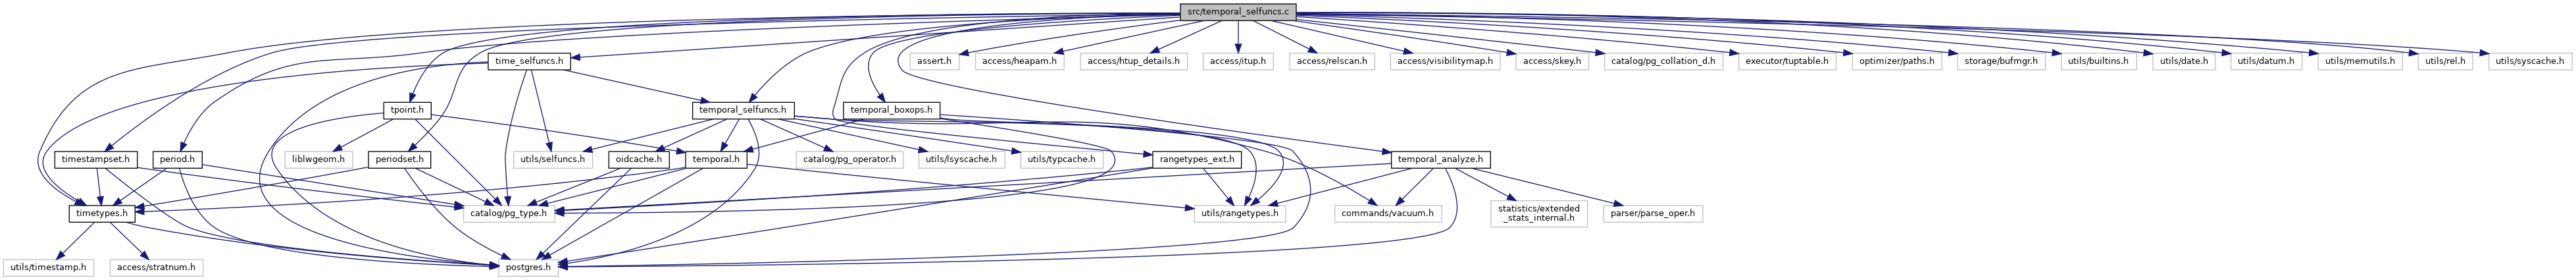 src/temporal_selfuncs.c
time_selfuncs.h
assert.h
access/heapam.h
access/htup_details.h
access/itup.h
access/relscan.h
access/visibilitymap.h
access/skey.h
catalog/pg_collation_d.h
executor/tuptable.h
optimizer/paths.h
storage/bufmgr.h
utils/builtins.h
utils/date.h
utils/datum.h
utils/memutils.h
utils/rel.h
utils/syscache.h
tpoint.h
temporal_selfuncs.h
temporal_boxops.h
timestampset.h
period.h
liblwgeom.h
periodset.h
utils/selfuncs.h
oidcache.h
temporal.h
catalog/pg_operator.h
utils/lsyscache.h
utils/typcache.h
rangetypes_ext.h
temporal_analyze.h
timetypes.h
catalog/pg_type.h
utils/rangetypes.h
commands/vacuum.h
statistics/extended
_stats_internal.h
parser/parse_oper.h
utils/timestamp.h
access/stratnum.h
postgres.h